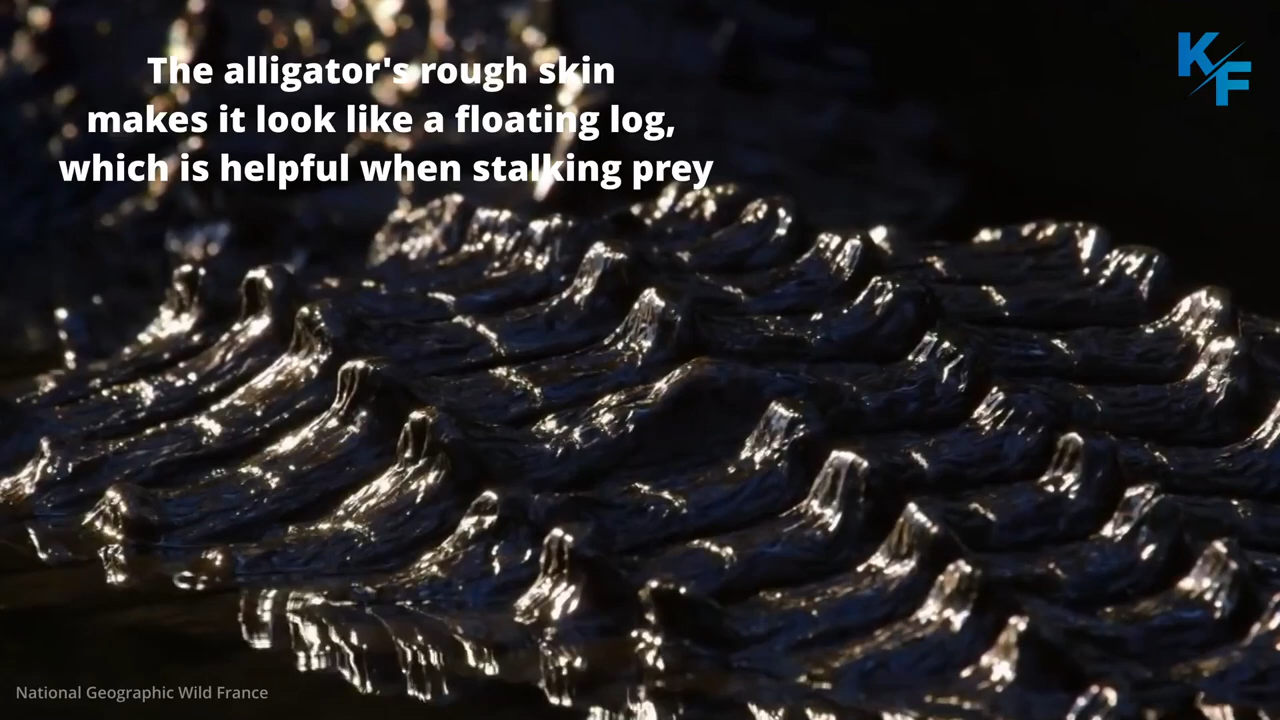 The alligator's rough skin
makes it look like a floating log,
which is helpful when stalking prey
KF
National Geographic Wild France